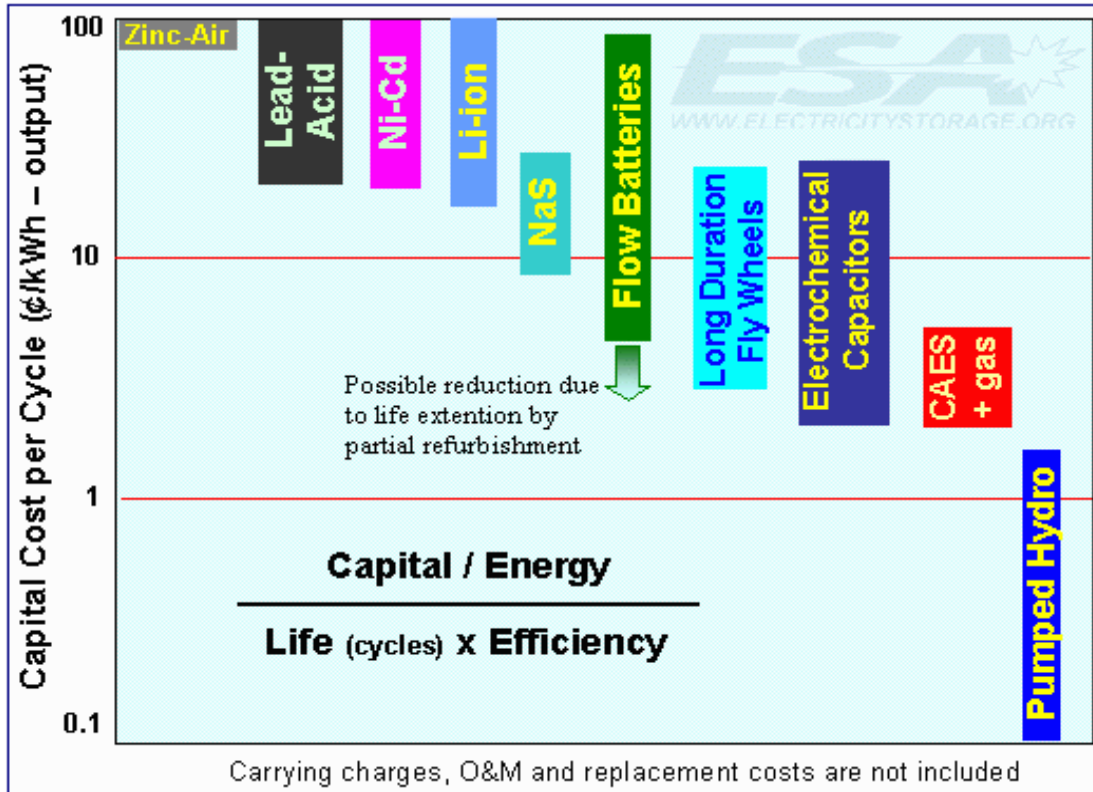 Capital Cost per Cycle (¢/kWh – output)
100
10
1
0.1
Zinc-Air
Lead-
Acid
Ni-Cd
Li-ion
NaS
Flow Batteries
Long Duration
Fly Wheels
Electrochemical
Capacitors
CAES
+ gas
Pumped Hydro
ESA
WWW.ELECTRICITYSTORAGE.ORG
Possible reduction due
to life extention by
partial refurbishment
Capital / Energy
Life (cycles) x Efficiency
Carrying charges, O&M and replacement costs are not included